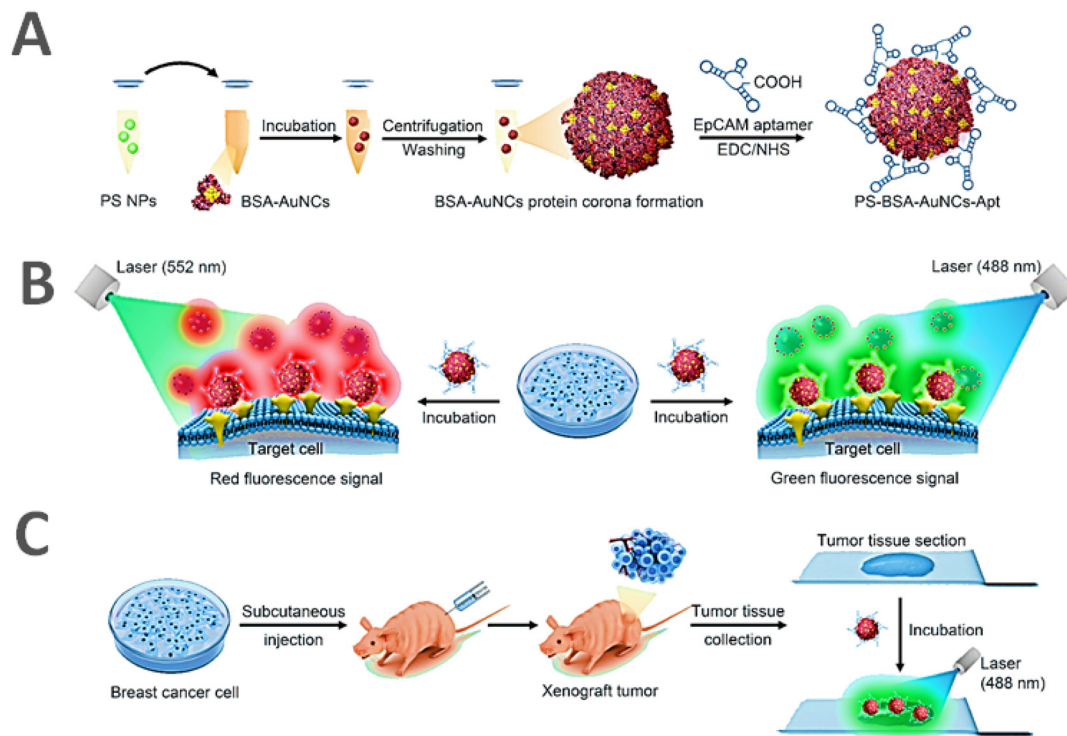 A
COOH
Incubation
Centrifugation
Washing
EpCAM aptamer
EDC/NHS
PS NPs
BSA-AuNCs
BSA-AuNCs protein corona formation
PS-BSA-AuNCs-Apt
B
Laser (552 nm)
Laser (488 nm)
Incubation
Incubation
Target cell
Target cell
Red fluorescence signal
Green fluorescence signal
C
Tumor tissue section
Subcutaneous
injection
Tumor tissue
collection
Incubation
Laser
(488 nm)
Breast cancer cell
Xenograft tumor